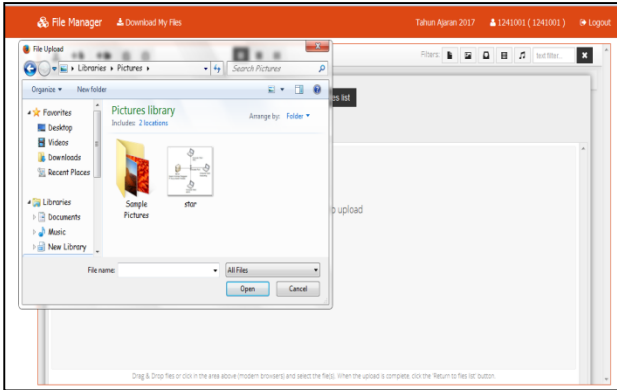 File Manager
Download My Files
Tahun Ajaran 2017
1241001 ( 1241001 )
Logout
File Upload
Libraries
Pictures
Search Pictures
Filters:
text filter...
Organize
New folder
es list
Favorites
Desktop
Videos
Downloads
Recent Places
Libraries
Documents
Music
New Library
Pictures library
Includes: 2 locations
Arrange by: Folder
Sample
Pictures
star
o upload
File name:
All Files
Open
Cancel
Drag & Drop files or click in the area above (modern browsers) and select the file(s). When the upload is complete, click the 'Return to files list' button.